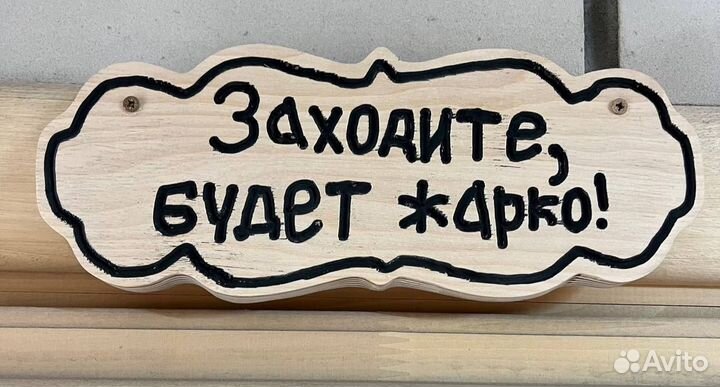 Заходите,
будет жарко!
Avito